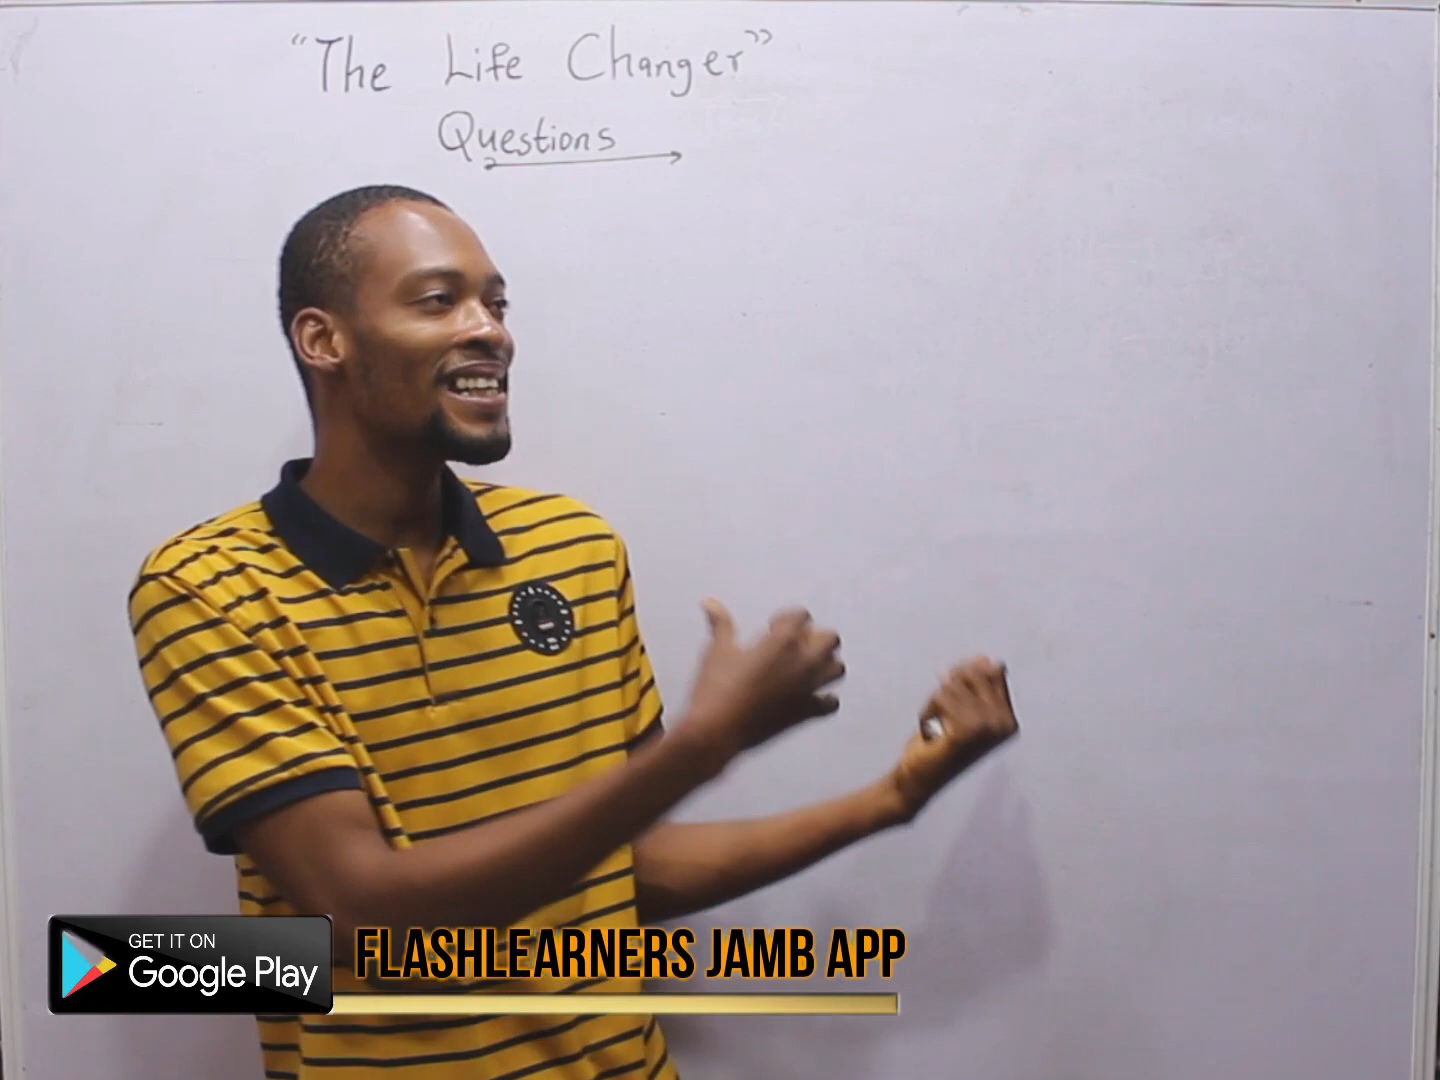 "The Life Changer"
Questions
GET IT ON
Google Play
FLASHLEARNERS JAMB APP